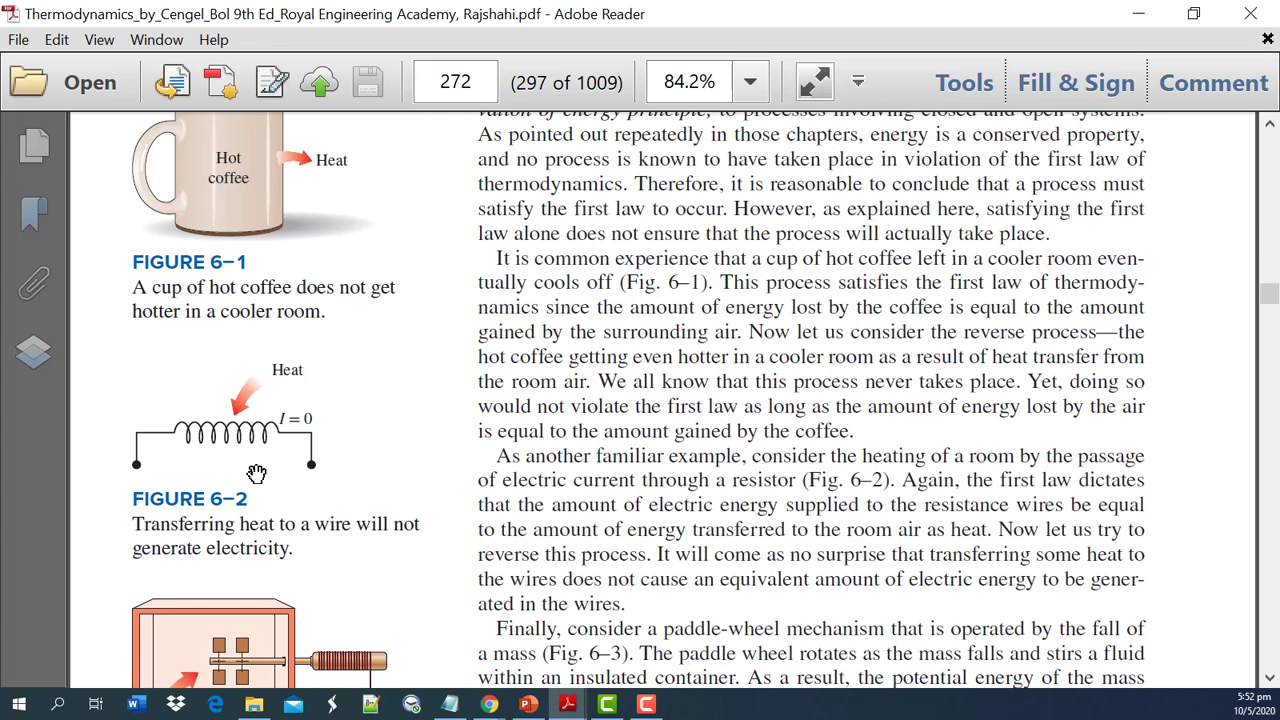 Thermodynamics_by_Cengel_Bol 9th Ed_Royal Engineering Academy, Rajshahi.pdf - Adobe Reader
File Edit View Window Help
Open 272 (297 of 1009) 84.2% Tools Fill & Sign Comment
Hot
coffee
Heat
FIGURE 6–1
A cup of hot coffee does not get
hotter in a cooler room.
Heat
I = 0
FIGURE 6–2
Transferring heat to a wire will not
generate electricity.
vation of energy principle, to processes involving closed and open systems.
As pointed out repeatedly in those chapters, energy is a conserved property,
and no process is known to have taken place in violation of the first law of
thermodynamics. Therefore, it is reasonable to conclude that a process must
satisfy the first law to occur. However, as explained here, satisfying the first
law alone does not ensure that the process will actually take place.
It is common experience that a cup of hot coffee left in a cooler room even-
tually cools off (Fig. 6–1). This process satisfies the first law of thermody-
namics since the amount of energy lost by the coffee is equal to the amount
gained by the surrounding air. Now let us consider the reverse process—the
hot coffee getting even hotter in a cooler room as a result of heat transfer from
the room air. We all know that this process never takes place. Yet, doing so
would not violate the first law as long as the amount of energy lost by the air
is equal to the amount gained by the coffee.
As another familiar example, consider the heating of a room by the passage
of electric current through a resistor (Fig. 6–2). Again, the first law dictates
that the amount of electric energy supplied to the resistance wires be equal
to the amount of energy transferred to the room air as heat. Now let us try to
reverse this process. It will come as no surprise that transferring some heat to
the wires does not cause an equivalent amount of electric energy to be gener-
ated in the wires.
Finally, consider a paddle-wheel mechanism that is operated by the fall of
a mass (Fig. 6–3). The paddle wheel rotates as the mass falls and stirs a fluid
within an insulated container. As a result, the potential energy of the mass
5:52 pm
10/5/2020